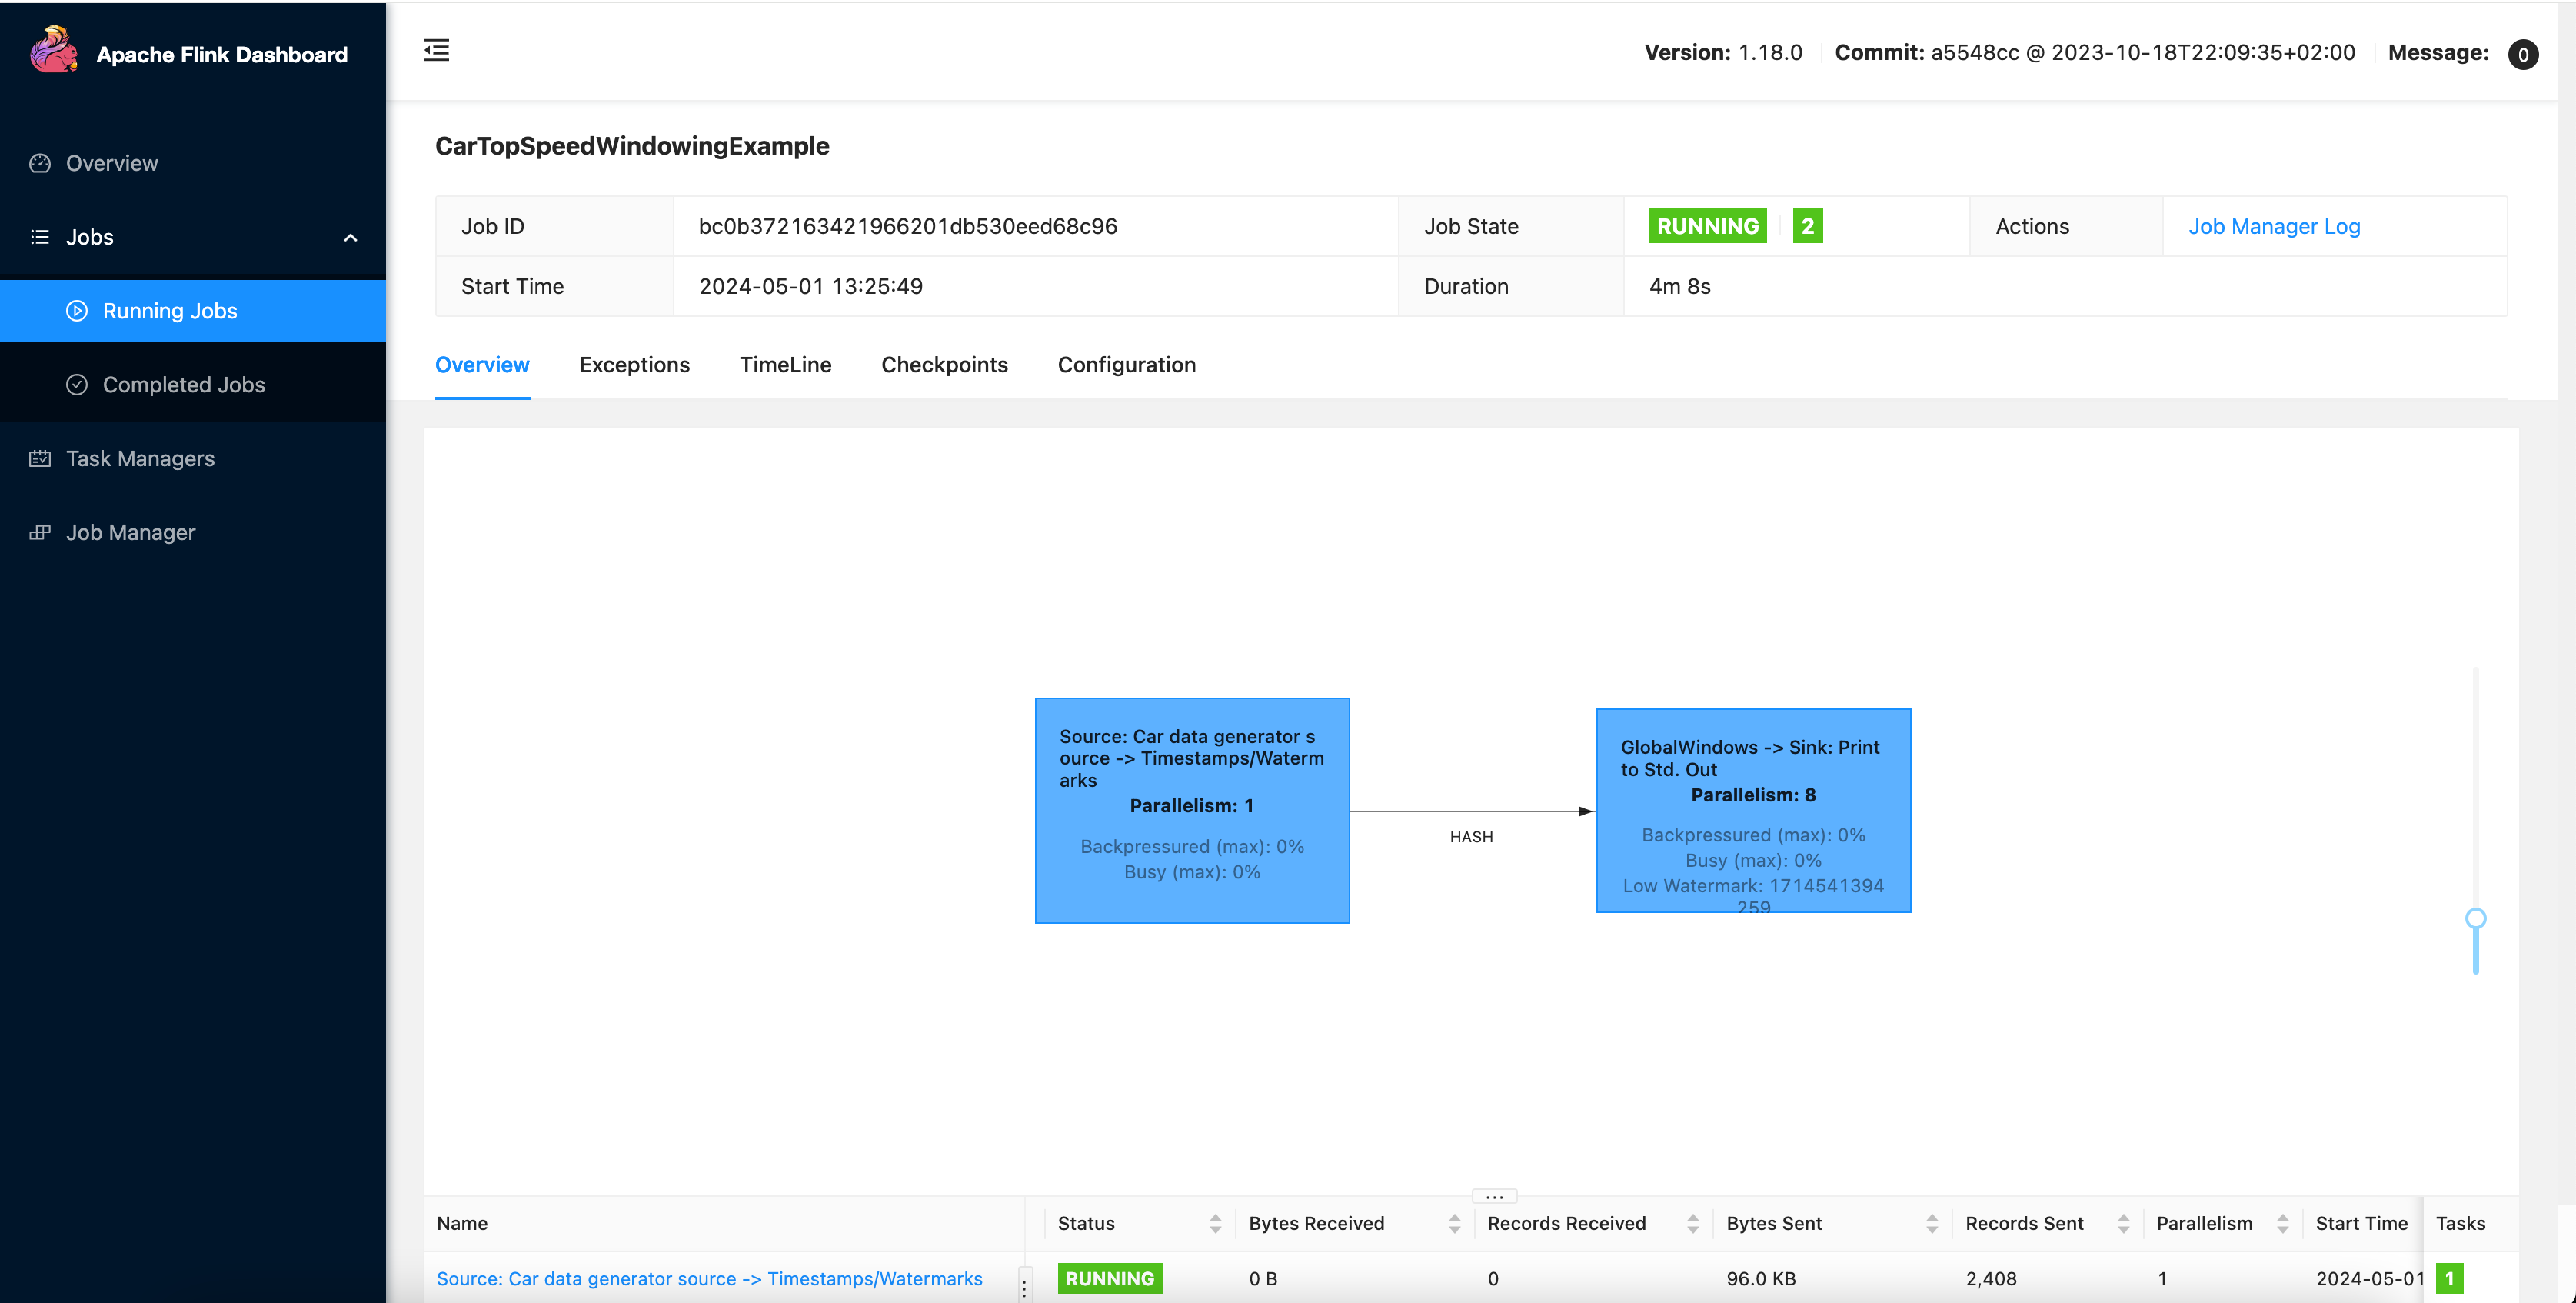 Apache Flink Dashboard
Version: 1.18.0 Commit: a5548cc @ 2023-10-18T22:09:35+02:00 Message: 0
Overview
Jobs
Running Jobs
Completed Jobs
Task Managers
Job Manager
CarTopSpeedWindowingExample
Job ID bc0b372163421966201db530eed68c96 Job State RUNNING 2 Actions Job Manager Log
Start Time 2024-05-01 13:25:49 Duration 4m 8s
Overview Exceptions TimeLine Checkpoints Configuration
Source: Car data generator s
ource -> Timestamps/Waterm
arks
Parallelism: 1
Backpressured (max): 0%
Busy (max): 0%
HASH
GlobalWindows -> Sink: Print
to Std. Out
Parallelism: 8
Backpressured (max): 0%
Busy (max): 0%
Low Watermark: 1714541394
259
Name Status Bytes Received Records Received Bytes Sent Records Sent Parallelism Start Time Tasks
Source: Car data generator source -> Timestamps/Watermarks RUNNING 0 B 0 96.0 KB 2,408 1 2024-05-01 1